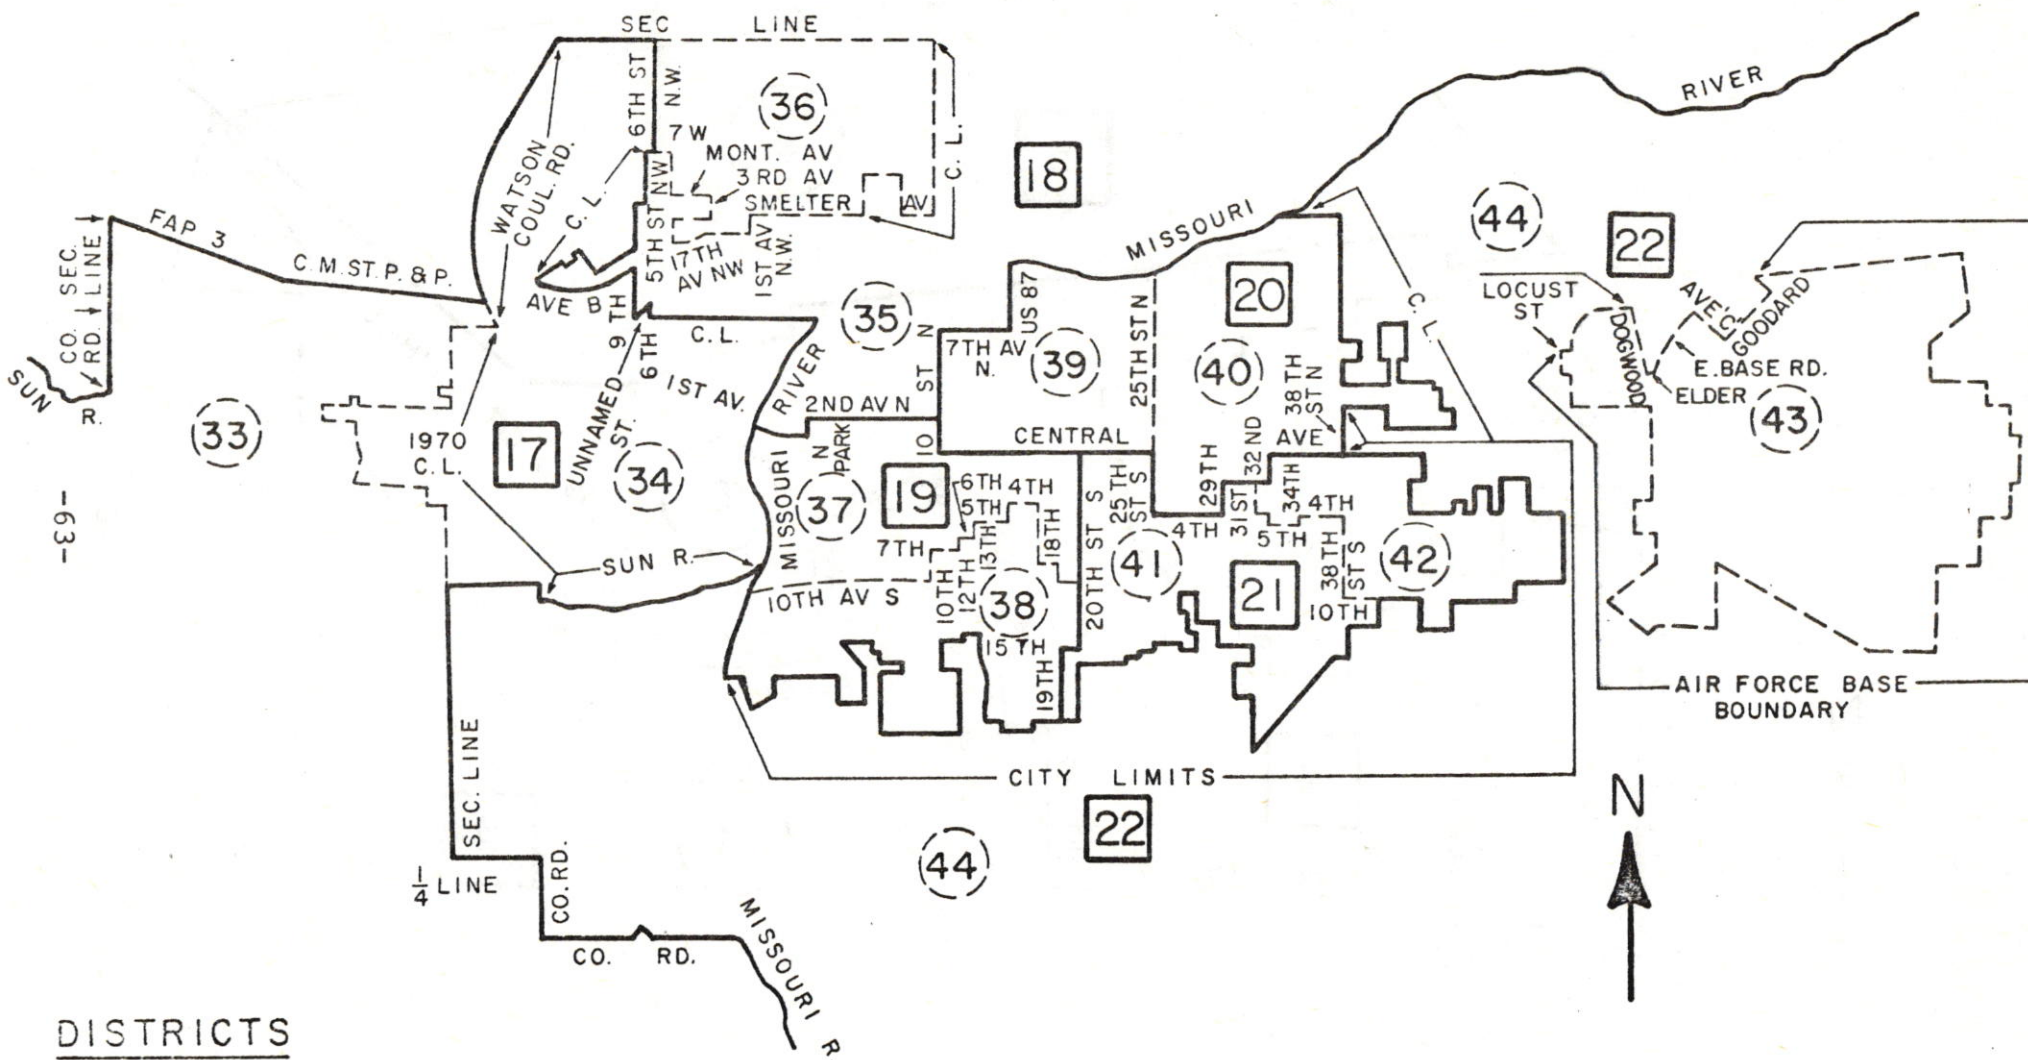 SEC LINE
6TH ST
N.W.
36
7 W
MONT. AV
3RD AV
SMELTER AV
C. L.
18
MISSOURI RIVER
44
22
WATSON
COUL. RD.
C. L.
5TH ST NW
17TH
AV NW
1ST AV
N.W.
FAP 3
C. M. ST. P. & P.
CO. SEC.
RD. LINE
SUN R.
33
1970
C. L.
17
AVE B
9TH
6TH
UNNAMED
ST.
1ST AV.
34
C. L.
RIVER
35
2ND AV N
10 ST N
7TH AV
N.
US 87
39
25TH ST N
20
40
38TH
ST N
C. L.
LOCUST
ST
DOGWOOD
AVE "C"
GOODARD
E. BASE RD.
ELDER
43
CENTRAL AVE
MISSOURI
N
PARK
37
19
6TH
5TH 4TH
7TH
10TH
12TH
13TH
18TH
38
15TH
19TH
20TH ST S
25TH
ST S
41
29TH
4TH
31ST
32ND
34TH
4TH
5TH
38TH
ST S
42
21
10TH
SUN R.
10TH AV S
AIR FORCE BASE
BOUNDARY
CITY LIMITS
22
44
SEC. LINE
1/4 LINE
CO. RD.
CO. RD.
MISSOURI R
N
-63-
DISTRICTS